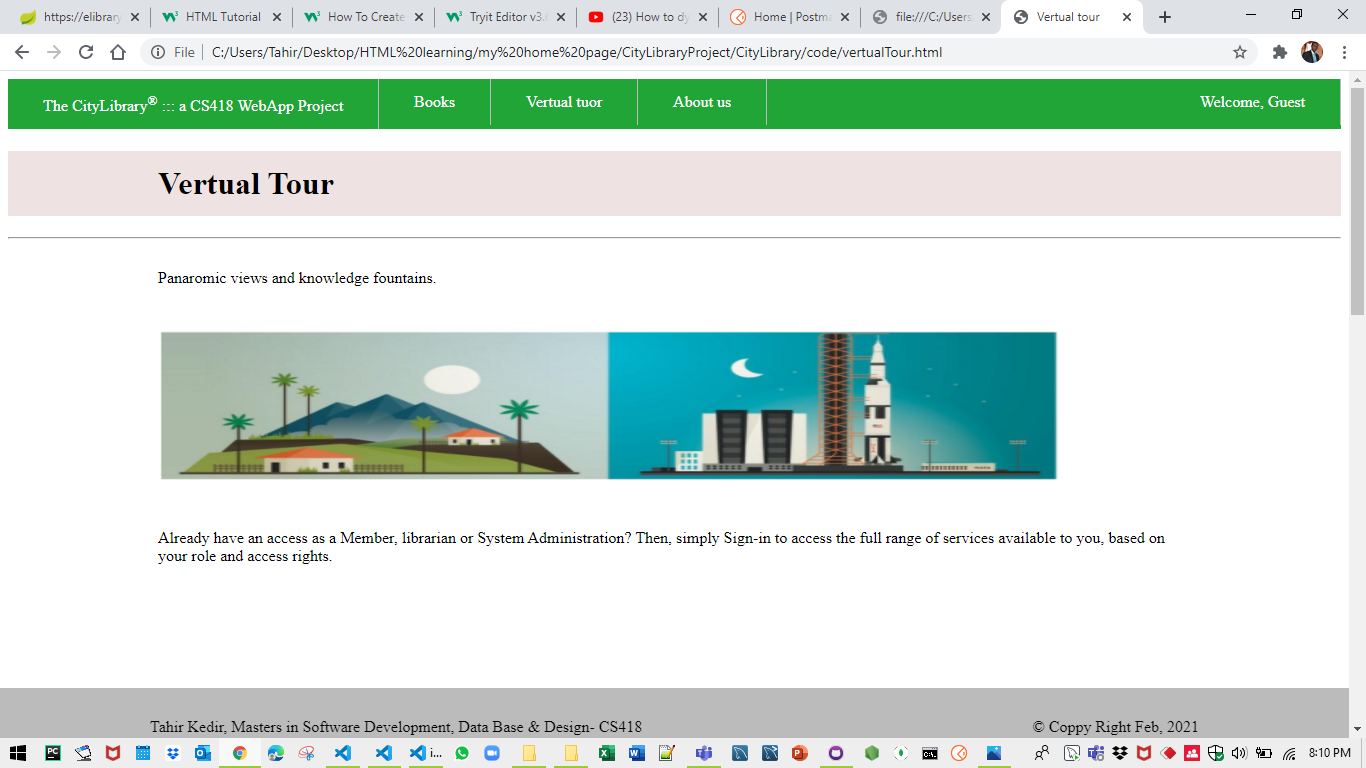 https://elibrary
HTML Tutorial
How To Create
Tryit Editor v3.
(23) How to dy
Home | Postma
file:///C:/Users
Vertual tour
File | C:/Users/Tahir/Desktop/HTML%20learning/my%20home%20page/CityLibraryProject/CityLibrary/code/vertualTour.html
The CityLibrary® ::: a CS418 WebApp Project
Books
Vertual tuor
About us
Welcome, Guest
Vertual Tour
Panaromic views and knowledge fountains.
Already have an access as a Member, librarian or System Administration? Then, simply Sign-in to access the full range of services available to you, based on
your role and access rights.
Tahir Kedir, Masters in Software Development, Data Base & Design- CS418
© Coppy Right Feb, 2021
8:10 PM